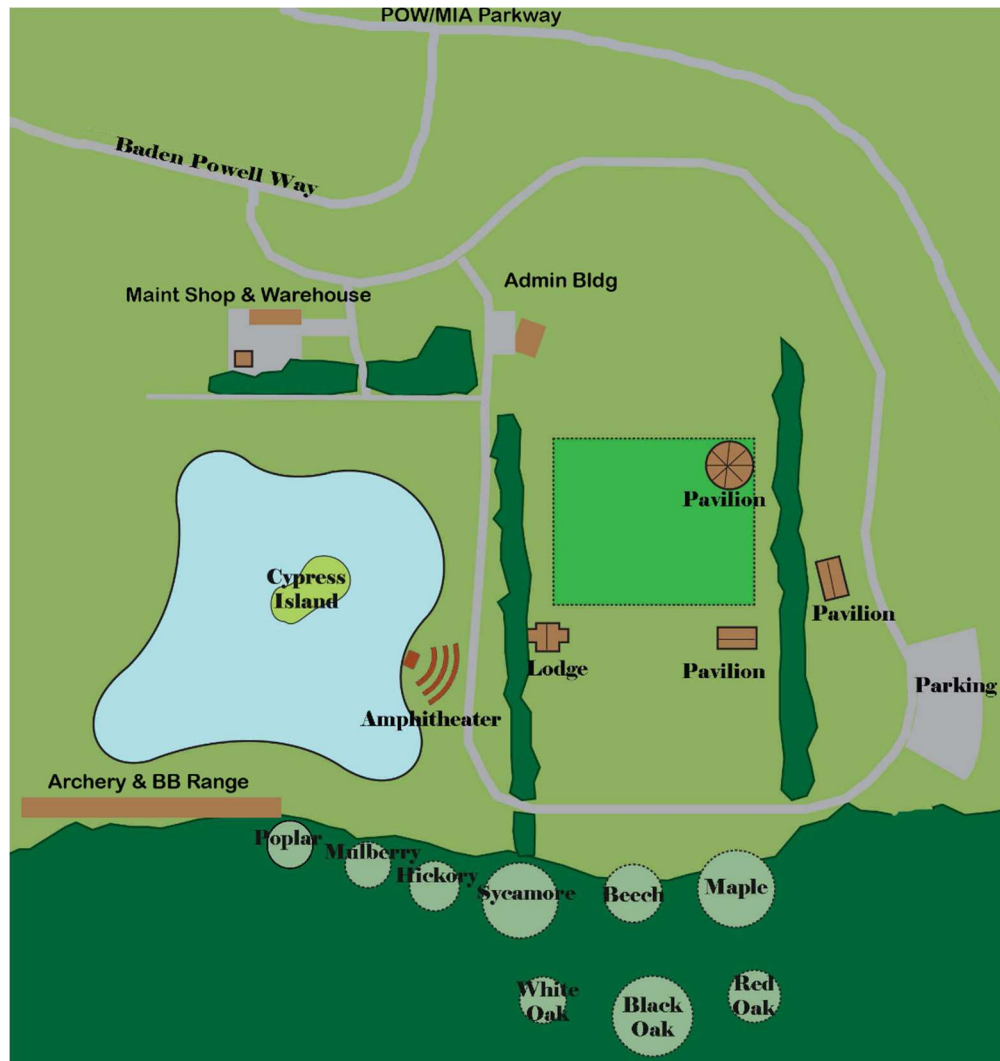 POW/MIA Parkway
Baden Powell Way
Admin Bldg
Maint Shop & Warehouse
Pavilion
Cypress
Island
Pavilion
Lodge
Pavilion
Parking
Amphitheater
Archery & BB Range
Poplar
Mulberry
Hickory
Sycamore
Beech
Maple
White
Oak
Black
Oak
Red
Oak